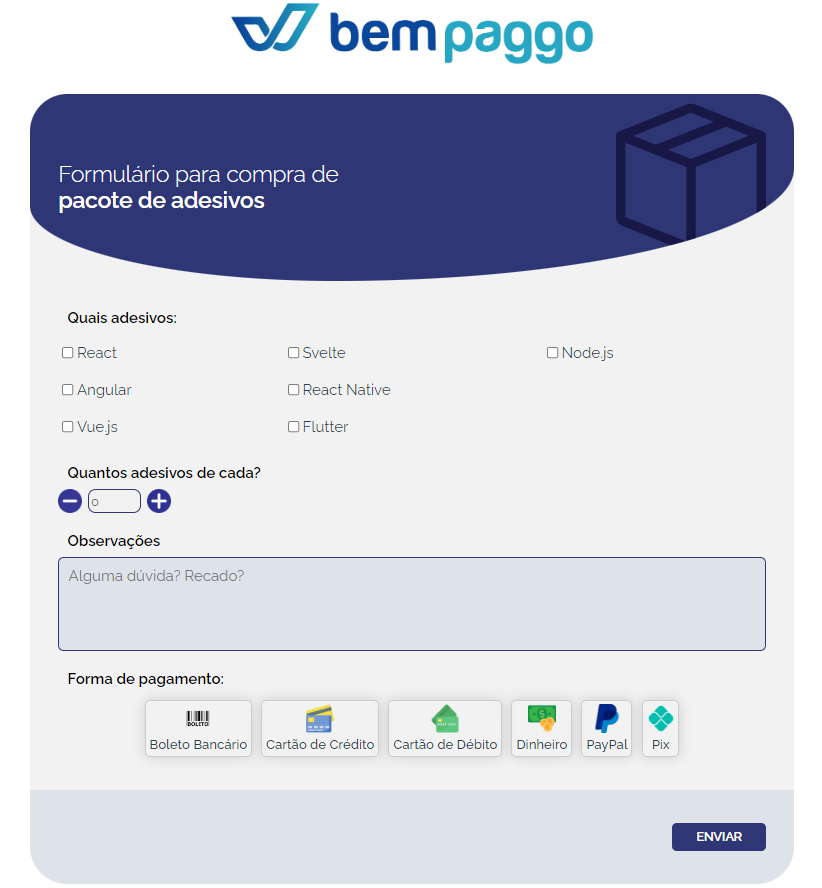 bempaggo
Formulário para compra de
pacote de adesivos
Quais adesivos:
React
Svelte
Node.js
Angular
React Native
Vue.js
Flutter
Quantos adesivos de cada?
0
Observações
Alguma dúvida? Recado?
Forma de pagamento:
BOLETO
Boleto Bancário
Cartão de Crédito
Cartão de Débito
Dinheiro
PayPal
Pix
ENVIAR